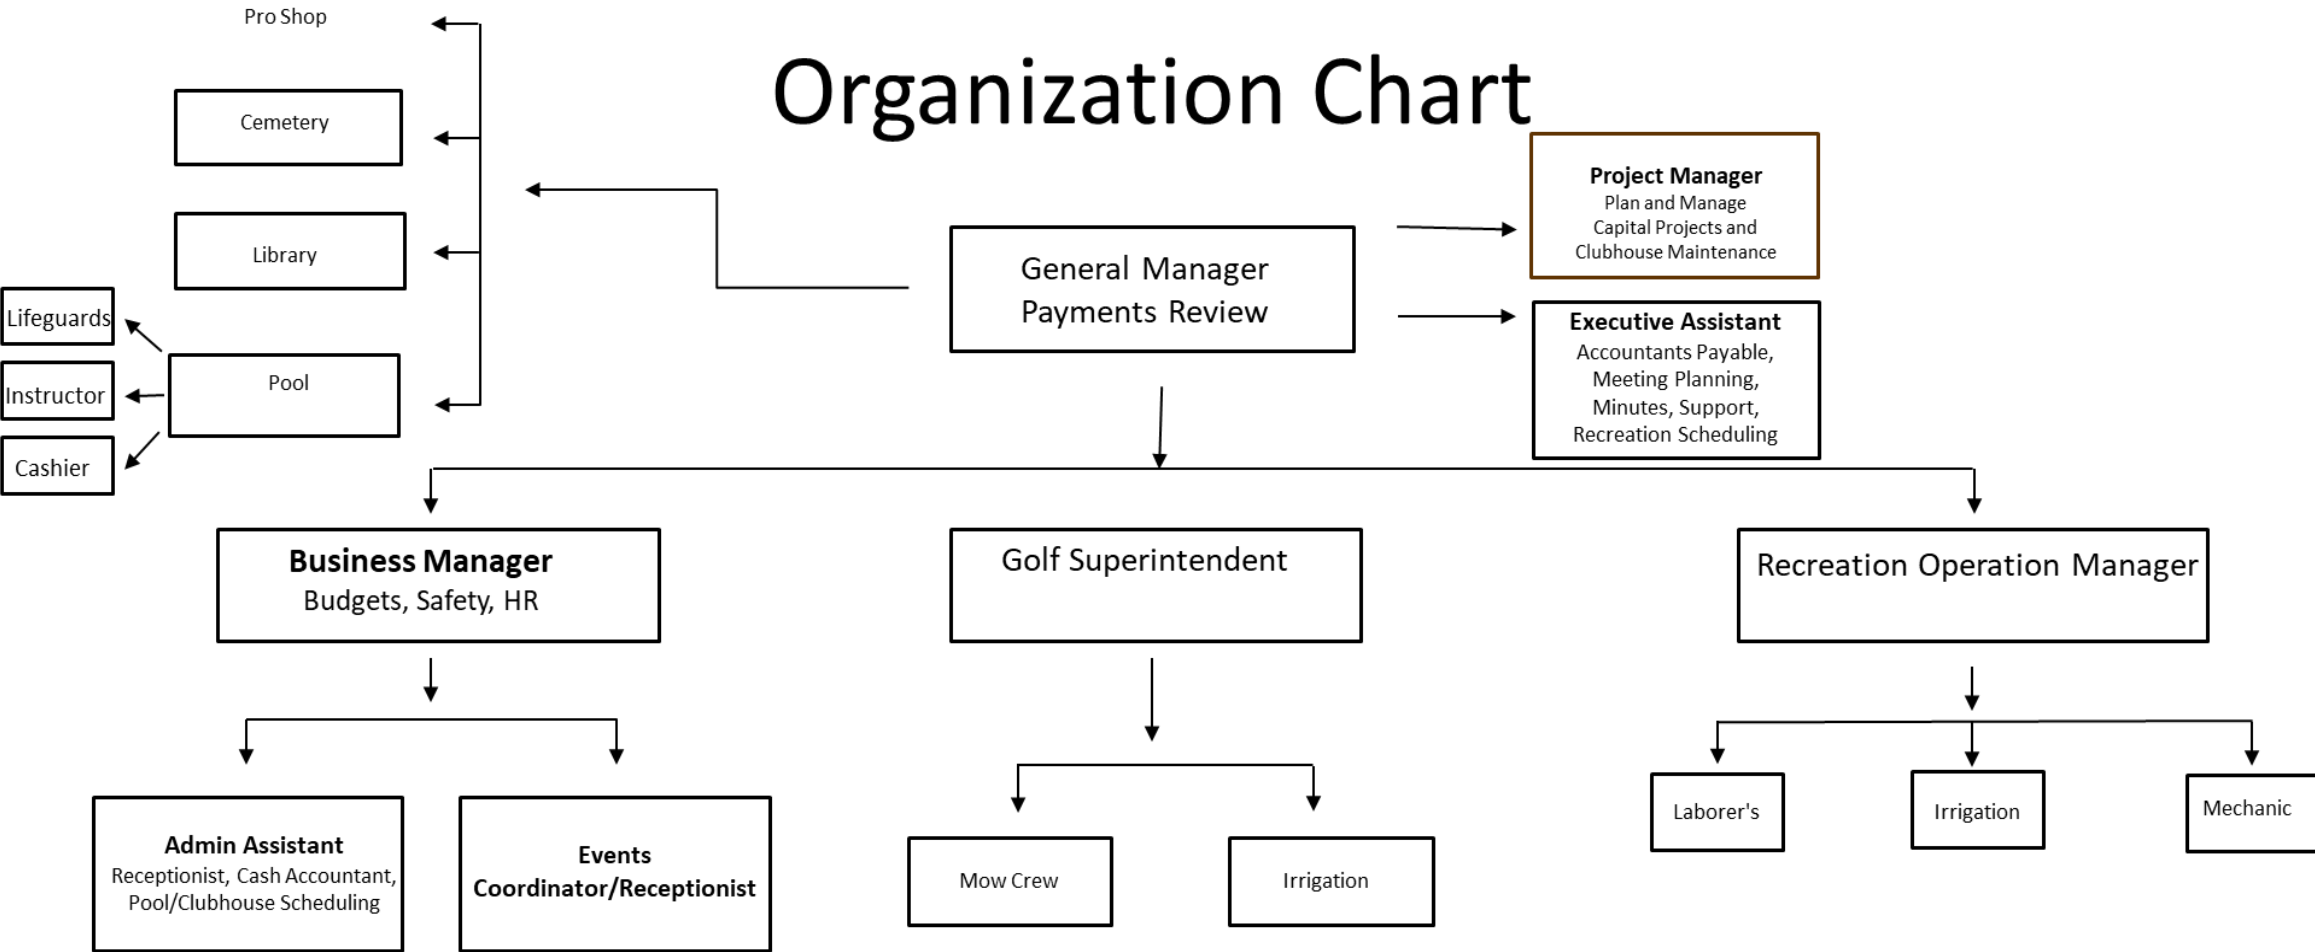 Pro Shop
Organization Chart
Cemetery
Library
Lifeguards
Instructor
Cashier
Pool
General Manager
Payments Review
Project Manager
Plan and Manage
Capital Projects and
Clubhouse Maintenance
Executive Assistant
Accountants Payable,
Meeting Planning,
Minutes, Support,
Recreation Scheduling
Business Manager
Budgets, Safety, HR
Golf Superintendent
Recreation Operation Manager
Admin Assistant
Receptionist, Cash Accountant,
Pool/Clubhouse Scheduling
Events
Coordinator/Receptionist
Mow Crew
Irrigation
Laborer's
Irrigation
Mechanic